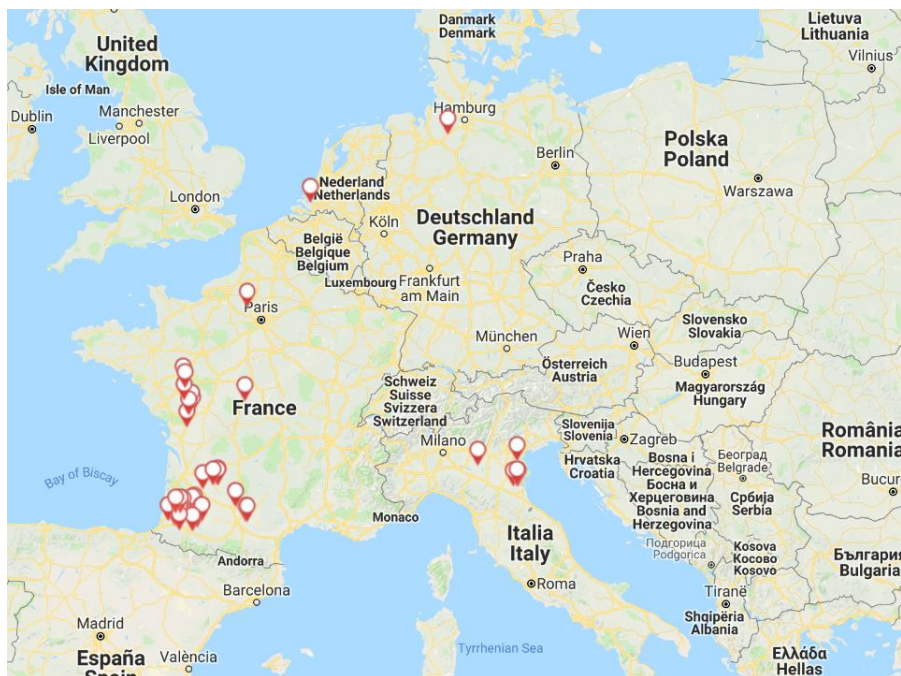 Danmark
Denmark
Lietuva
Lithuania
United
Kingdom
Vilnius
Isle of Man
Manchester
Hamburg
Dublin
Liverpool
Polska
Poland
Berlin
Nederland
Netherlands
Warszawa
London
Deutschland
Germany
Köln
België
Belgique
Belgium
Praha
Frankfurt
am Main
Luxembourg
Česko
Czechia
Paris
Slovensko
Slovakia
München
Wien
Österreich
Austria
Budapest
Magyarország
Hungary
Schweiz
Suisse
Svizzera
Switzerland
France
Slovenija
Slovenia
Zagreb
România
Romania
Milano
Hrvatska
Croatia
Bosna i
Hercegovina
Босна и
Херцеговина
Bosnia and
Herzegovina
Београд
Belgrade
Bay of Biscay
Србија
Serbia
Bucur
Monaco
Italia
Italy
Подгорица
Podgorica
Kosova
Косово
Kosovo
България
Bulgaria
Andorra
Roma
Barcelona
Tiranë
Shqipëria
Albania
Madrid
Tyrrhenian Sea
España
Spain
València
Ελλάδα
Hellas